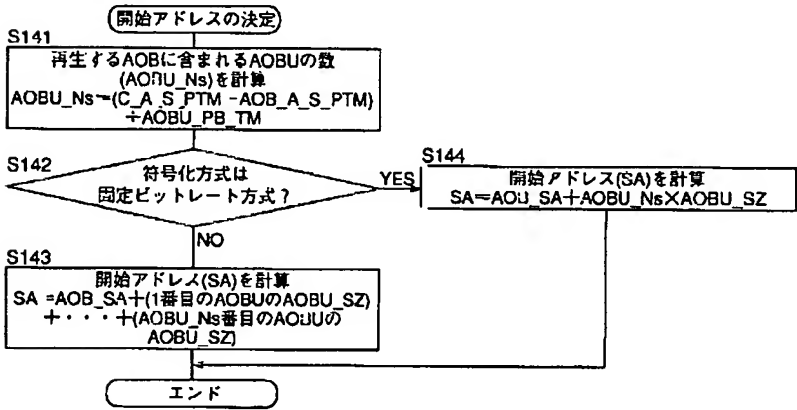 開始アドレスの決定
S141
再生するAOBに含まれるAOBUの数
(AOBU_Ns)を計算
AOBU_Ns=(C_A_S_PTM -AOB_A_S_PTM)
÷AOBU_PB_TM
S142
符号化方式は
固定ビットレート方式?
YES
S144
開始アドレス(SA)を計算
SA=AOB_SA+AOBU_Ns×AOBU_SZ
NO
S143
開始アドレス(SA)を計算
SA =AOB_SA+(1番目のAOBUのAOBU_SZ)
+・・・+(AOBU_Ns番目のAOBUの
AOBU_SZ)
エンド